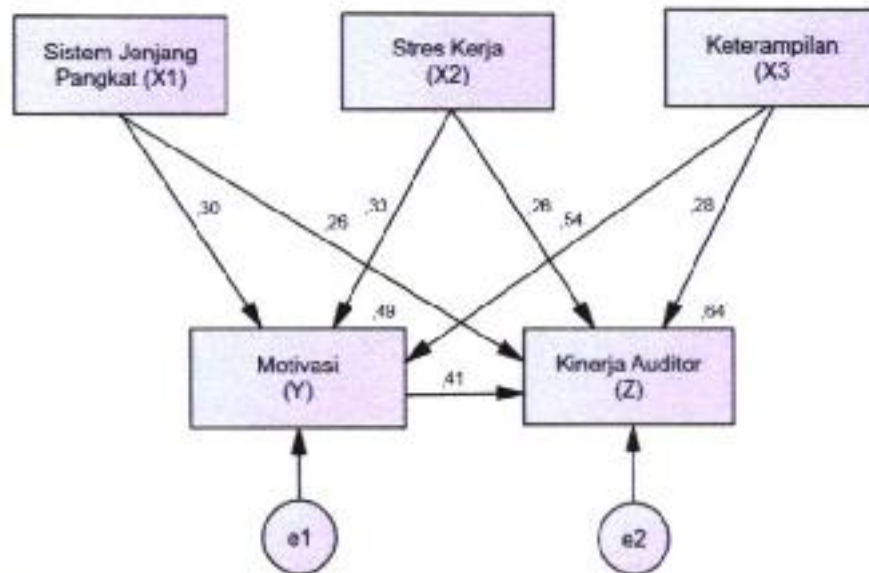 Sistem Jenjang
Pangkat (X1)
Stres Kerja
(X2)
Keterampilan
(X3
,30
,26
,33
,26
,54
,28
,49
,64
Motivasi
(Y)
,41
Kinerja Auditor
(Z)
e1
e2